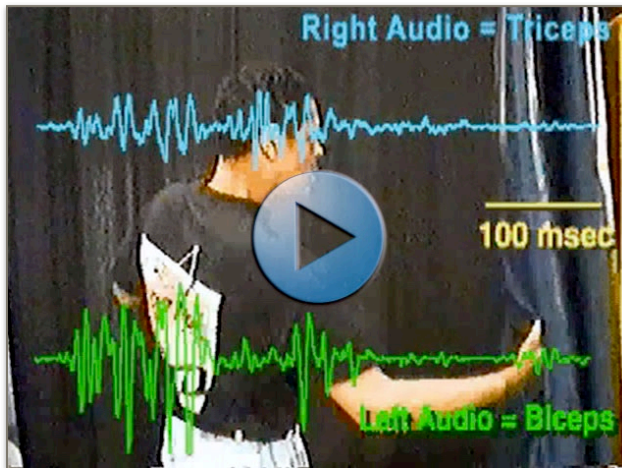 Right Audio = Triceps
100 msec
Left Audio = Biceps